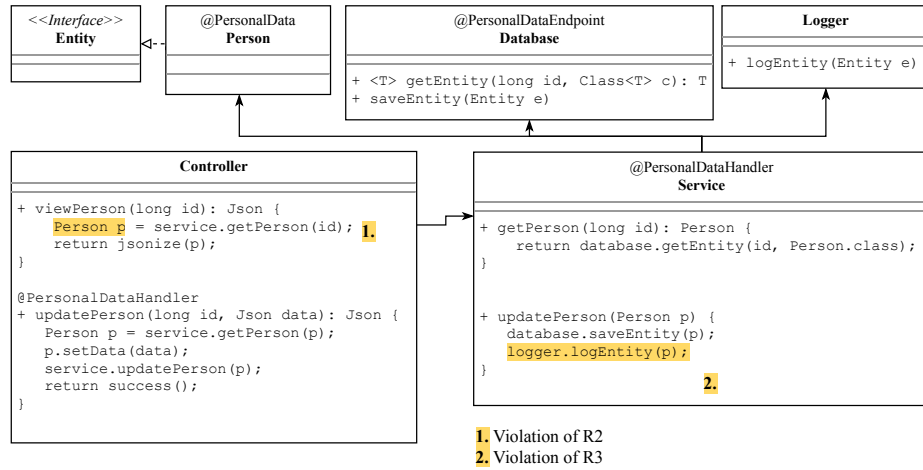 <<Interface>>
Entity
@PersonalData
Person
@PersonalDataEndpoint
Database
+ <T> getEntity(long id, Class<T> c): T
+ saveEntity(Entity e)
Logger
+ logEntity(Entity e)
Controller
+ viewPerson(long id): Json {
Person p = service.getPerson(id);
1.
return jsonize(p);
}
@PersonalDataHandler
+ updatePerson(long id, Json data): Json {
Person p = service.getPerson(p);
p.setData(data);
service.updatePerson(p);
return success();
}
@PersonalDataHandler
Service
+ getPerson(long id): Person {
return database.getEntity(id, Person.class);
}
+ updatePerson(Person p) {
database.saveEntity(p);
logger.logEntity(p);
}
2.
1. Violation of R2
2. Violation of R3